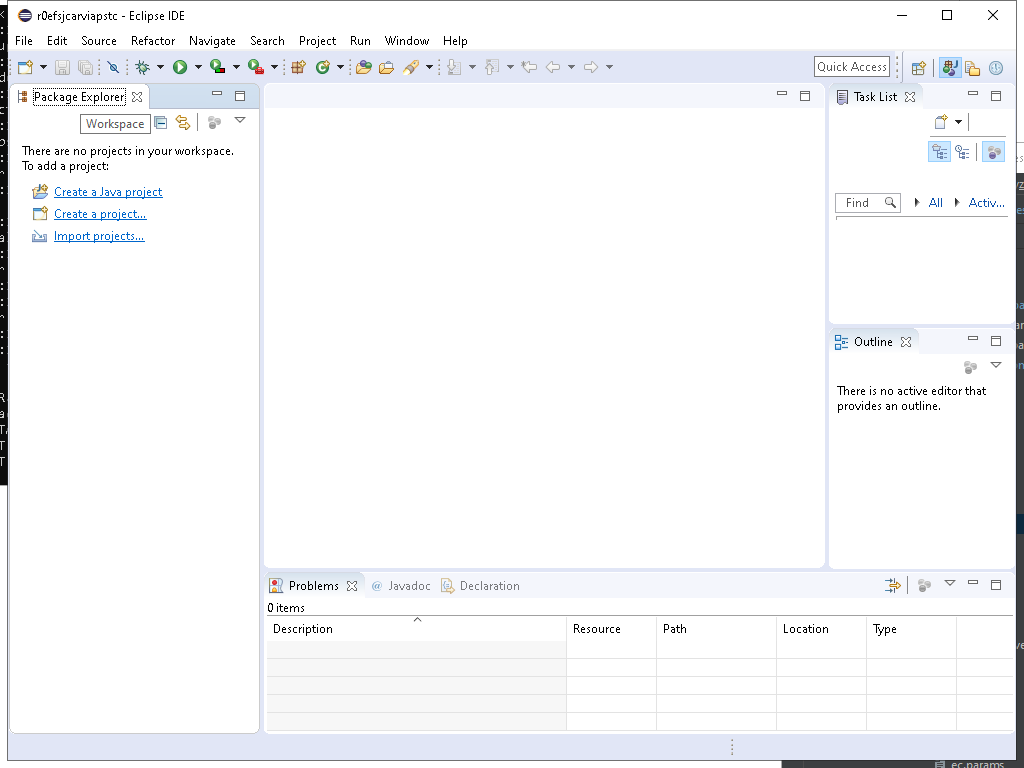 r0efsjcarviapstc - Eclipse IDE
File Edit Source Refactor Navigate Search Project Run Window Help
Quick Access
Package Explorer
Workspace
There are no projects in your workspace.
To add a project:
Create a Java project
Create a project...
Import projects...
Task List
Find All Activ...
Outline
There is no active editor that
provides an outline.
Problems @ Javadoc Declaration
0 items
Description Resource Path Location Type
ec.params